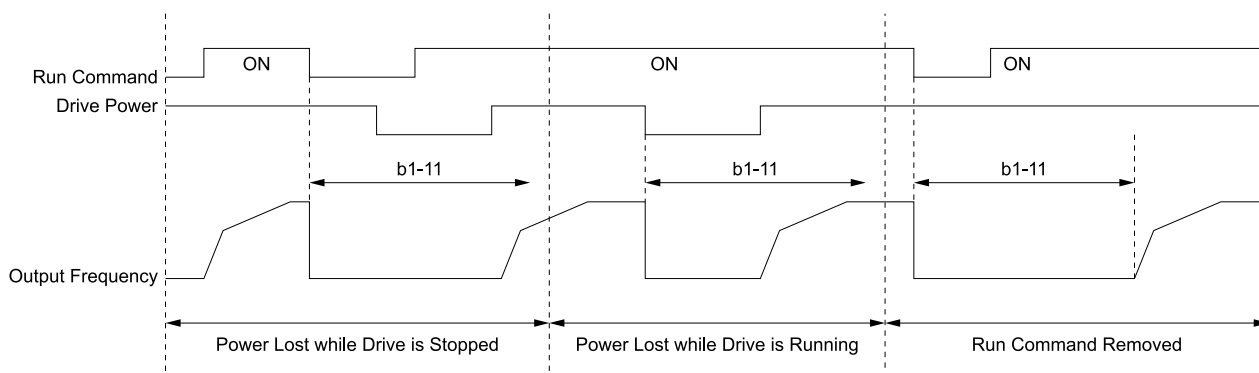 Run Command
ON
ON
ON
Drive Power
b1-11
b1-11
b1-11
Output Frequency
Power Lost while Drive is Stopped
Power Lost while Drive is Running
Run Command Removed